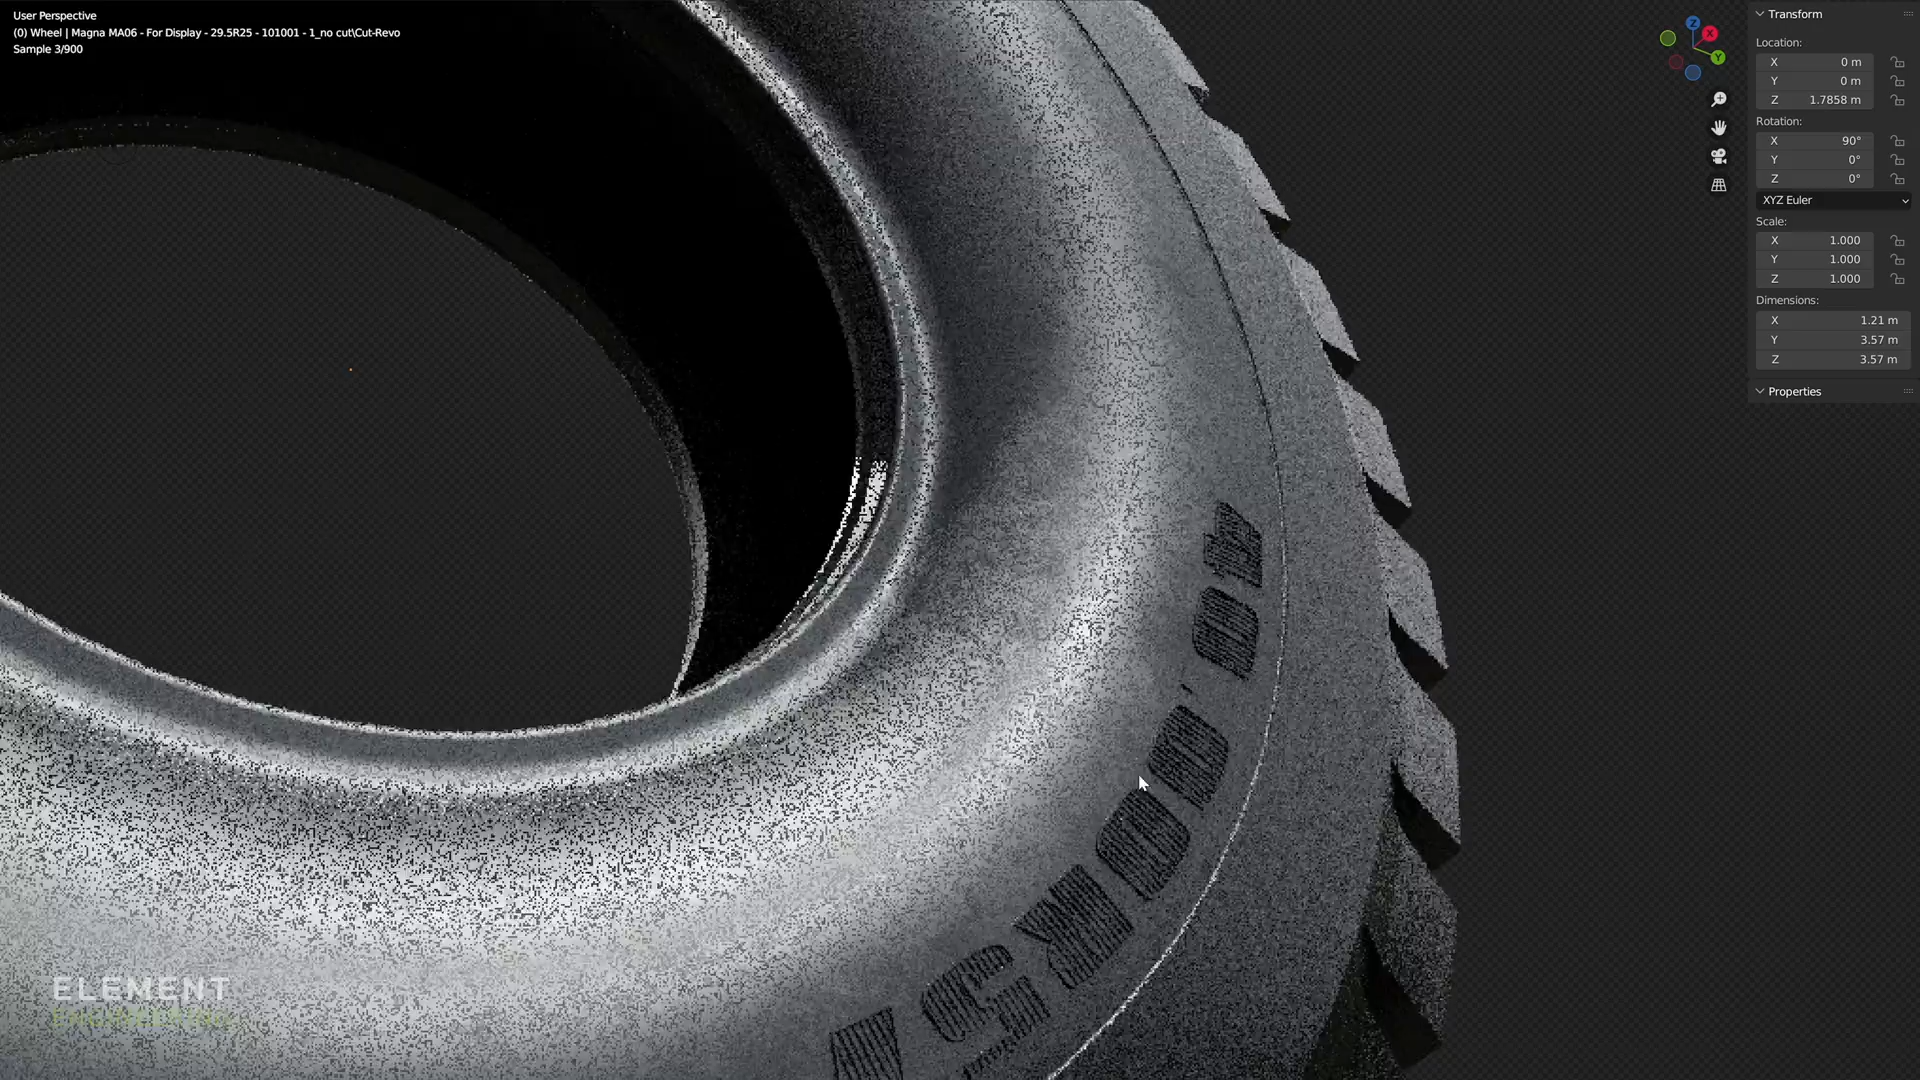 User Perspective
(0) Wheel | Magna MA06 - For Display - 29.5R25 - 101001 - 1_no cut\Cut-Revo
Sample 3/900
Transform
Location:
X 0 m
Y 0 m
Z 1.7858 m
Rotation:
X 90°
Y 0°
Z 0°
XYZ Euler
Scale:
X 1.000
Y 1.000
Z 1.000
Dimensions:
X 1.21 m
Y 3.57 m
Z 3.57 m
Properties
Z
X
Y
ELEMENT
ENGINEERING